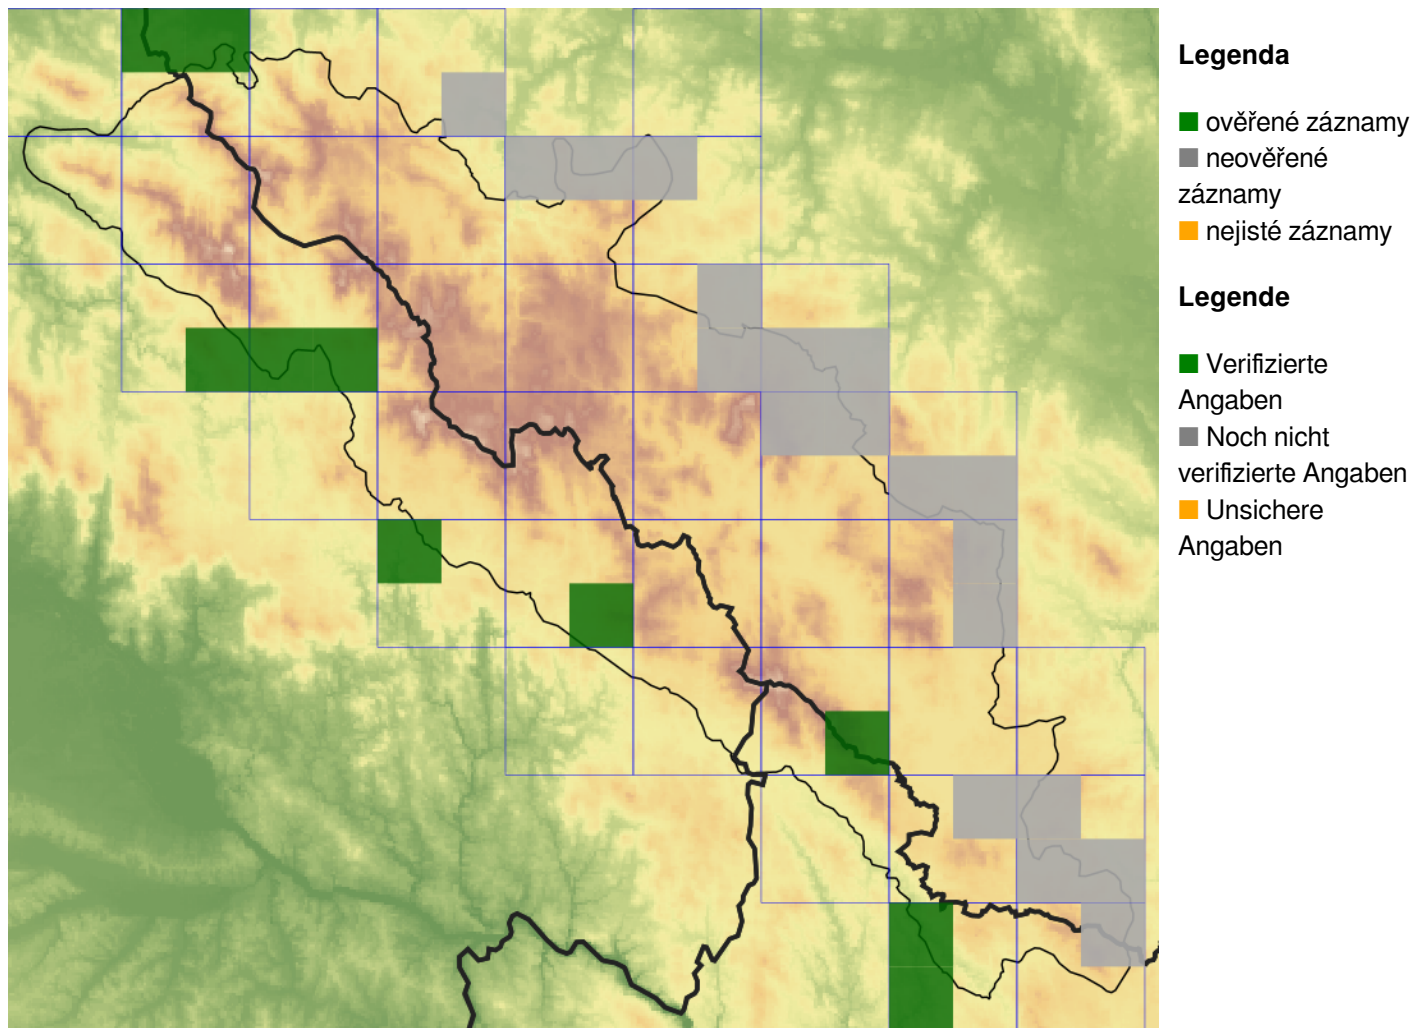 Legenda
ověřené záznamy
neověřené
záznamy
nejisté záznamy
Legende
Verifizierte
Angaben
Noch nicht
verifizierte Angaben
Unsichere
Angaben